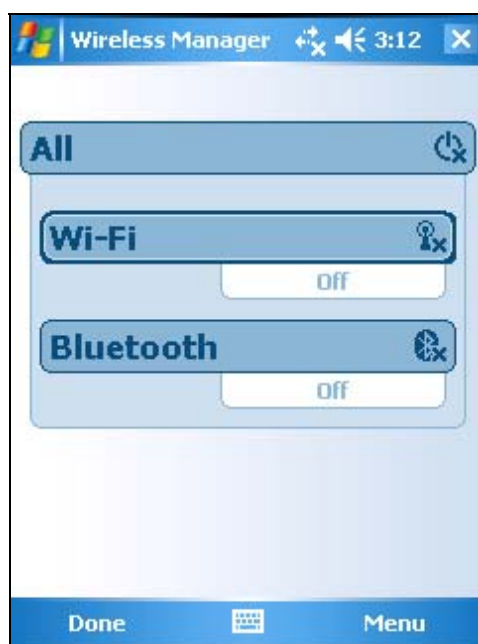 Wireless Manager 3:12
All
Wi-Fi
Off
Bluetooth
Off
Done Menu